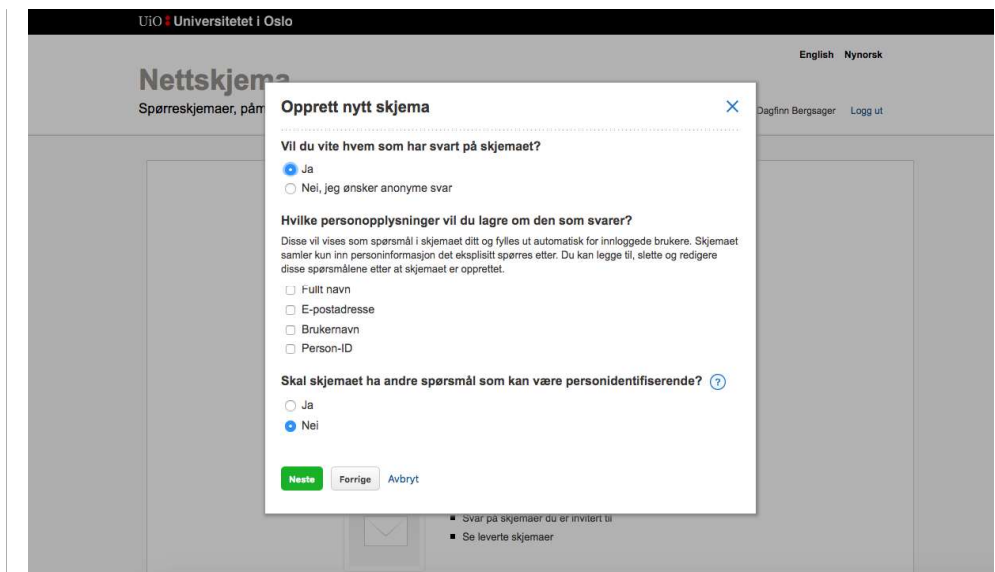 UiO Universitetet i Oslo
English Nynorsk
Nettskjema
Spørreskjemaer, påm
Dagfinn Bergsager Logg ut
Opprett nytt skjema
Vil du vite hvem som har svart på skjemaet?
Ja
Nei, jeg ønsker anonyme svar
Hvilke personopplysninger vil du lagre om den som svarer?
Disse vil vises som spørsmål i skjemaet ditt og fylles ut automatisk for innloggede brukere. Skjemaet
samler kun inn personinformasjon det eksplisitt spørres etter. Du kan legge til, slette og redigere
disse spørsmålene etter at skjemaet er opprettet.
Fullt navn
E-postadresse
Brukernavn
Person-ID
Skal skjemaet ha andre spørsmål som kan være personidentifiserende? ?
Ja
Nei
Neste Forrige Avbryt
Svar på skjemaer du er invitert til
Se leverte skjemaer